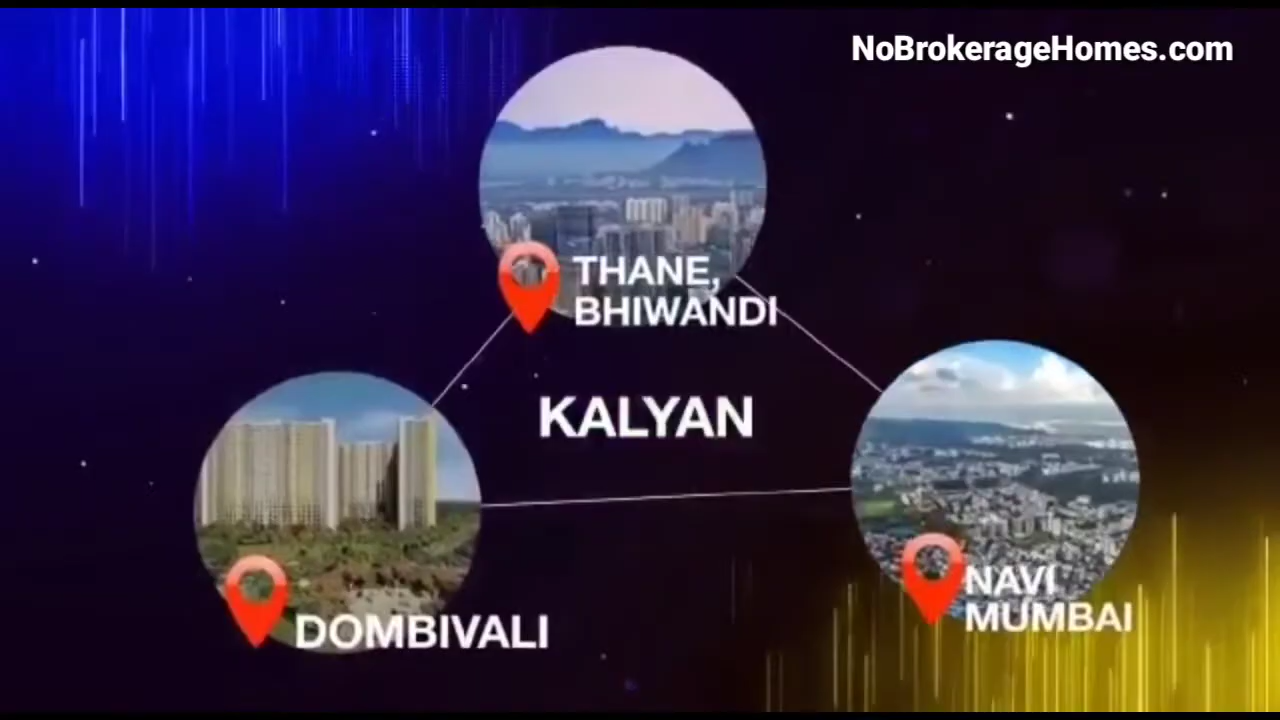 NoBrokerageHomes.com
THANE,
BHIWANDI
KALYAN
DOMBIVALI
NAVI
MUMBAI